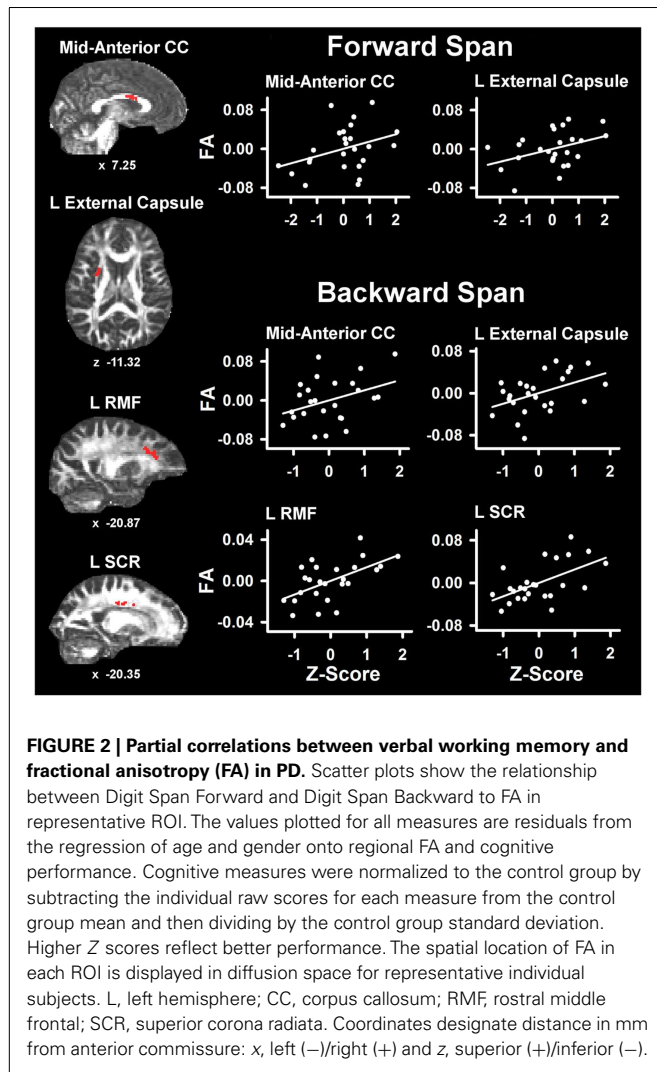 Mid-Anterior CC
x 7.25
L External Capsule
z -11.32
L RMF
x -20.87
L SCR
x -20.35
Forward Span
Mid-Anterior CC
L External Capsule
FA
0.08
0.00
-0.08
-2 -1 0 1 2
0.08
0.00
-0.08
-2 -1 0 1 2
Backward Span
Mid-Anterior CC
L External Capsule
FA
0.08
0.00
-0.08
-1 0 1 2
0.08
0.00
-0.08
-1 0 1 2
L RMF
L SCR
FA
0.04
0.00
-0.04
-1 0 1 2
Z-Score
0.08
0.00
-0.08
-1 0 1 2
Z-Score
FIGURE 2 | Partial correlations between verbal working memory and
fractional anisotropy (FA) in PD. Scatter plots show the relationship
between Digit Span Forward and Digit Span Backward to FA in
representative ROI. The values plotted for all measures are residuals from
the regression of age and gender onto regional FA and cognitive
performance. Cognitive measures were normalized to the control group by
subtracting the individual raw scores for each measure from the control
group mean and then dividing by the control group standard deviation.
Higher Z scores reflect better performance. The spatial location of FA in
each ROI is displayed in diffusion space for representative individual
subjects. L, left hemisphere; CC, corpus callosum; RMF, rostral middle
frontal; SCR, superior corona radiata. Coordinates designate distance in mm
from anterior commissure: x, left (−)/right (+) and z, superior (+)/inferior (−).